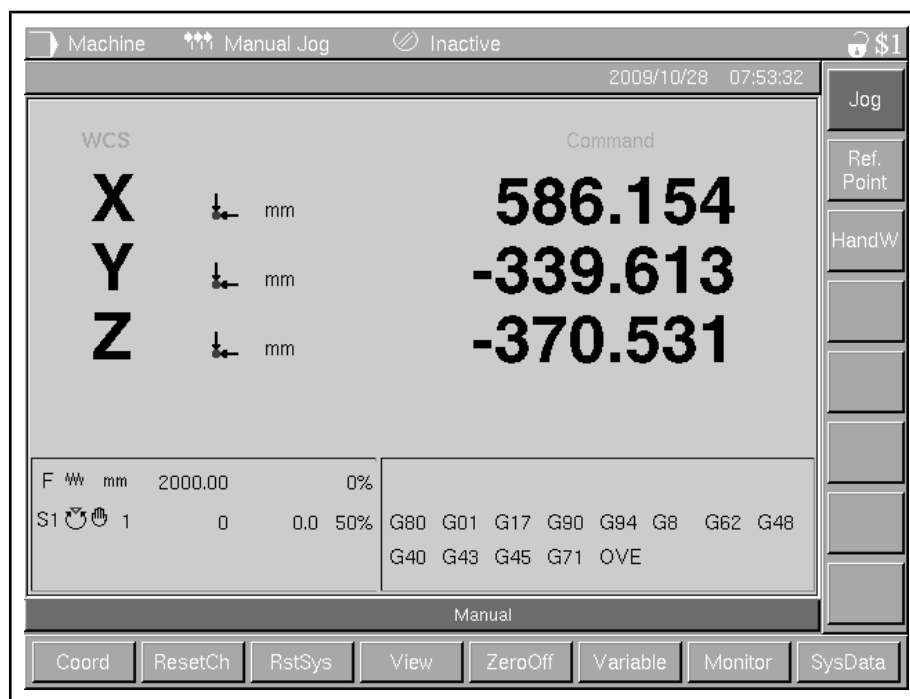 Machine Manual Jog Inactive $1
2009/10/28 07:53:32
Jog
WCS Command
Ref.
Point
X mm 586.154
HandW
Y mm -339.613
Z mm -370.531
F mm 2000.00 0%
S1 1 0 0.0 50% G80 G01 G17 G90 G94 G8 G62 G48
G40 G43 G45 G71 OVE
Manual
Coord ResetCh RstSys View ZeroOff Variable Monitor SysData